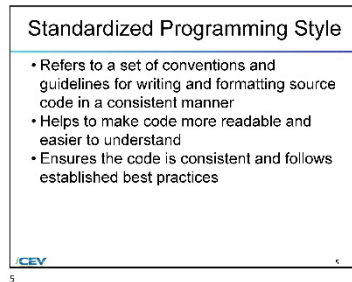 Standardized Programming Style
• Refers to a set of conventions and
guidelines for writing and formatting source
code in a consistent manner
• Helps to make code more readable and
easier to understand
• Ensures the code is consistent and follows
established best practices
iCEV
5
5